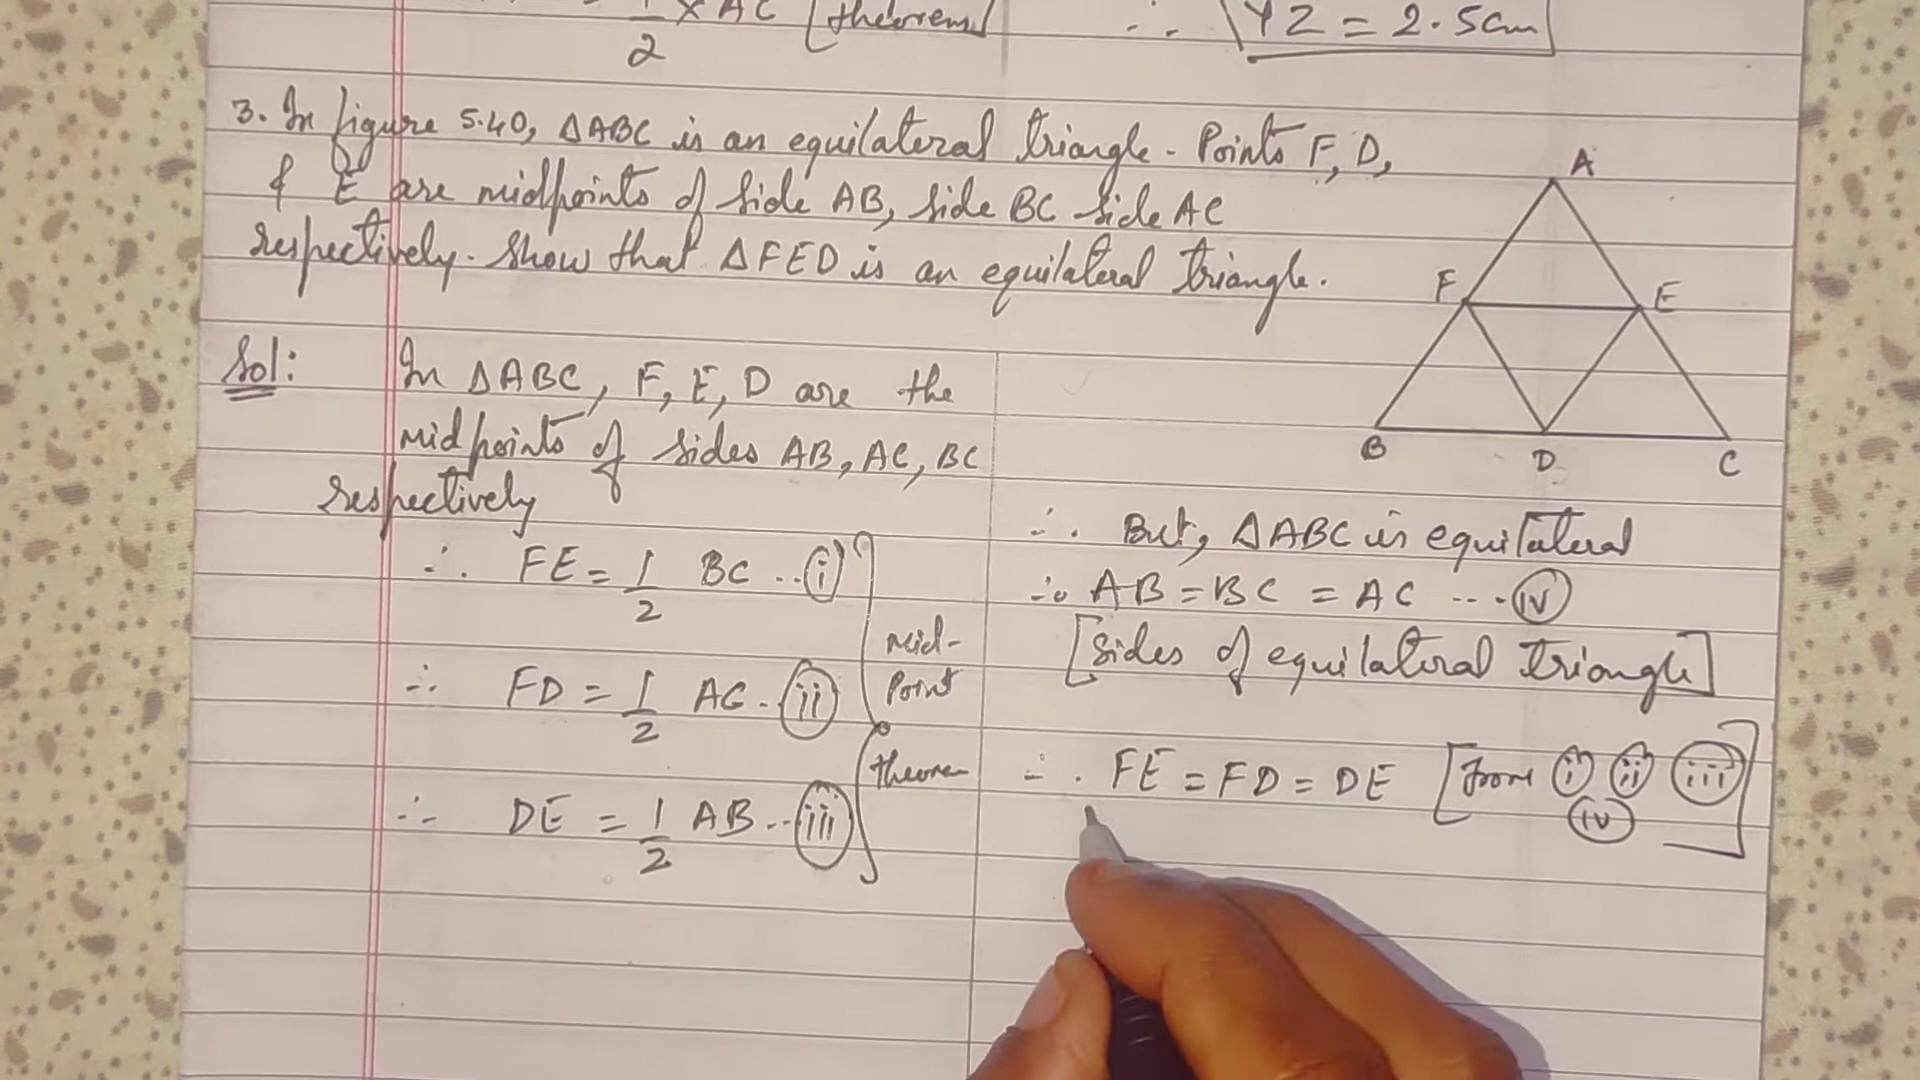 1/2 × AC [theorem]
∴ YZ = 2.5cm
3. In figure 5.40, ΔABC is an equilateral triangle. Points F, D,
& E are midpoints of side AB, side BC side AC
respectively. Show that ΔFED is an equilateral triangle.
A
F
E
B
D
C
Sol:
In ΔABC, F, E, D are the
midpoints of sides AB, AC, BC
respectively
∴ FE = 1/2 BC ..(i)
∴ FD = 1/2 AC .(ii)
∴ DE = 1/2 AB ..(iii)
Mid-
Point
theorem
∴ But, ΔABC is equilateral
∴ AB = BC = AC ...(iv)
[sides of equilateral triangle]
∴ FE = FD = DE [from (i) (ii) (iii)
(iv)]